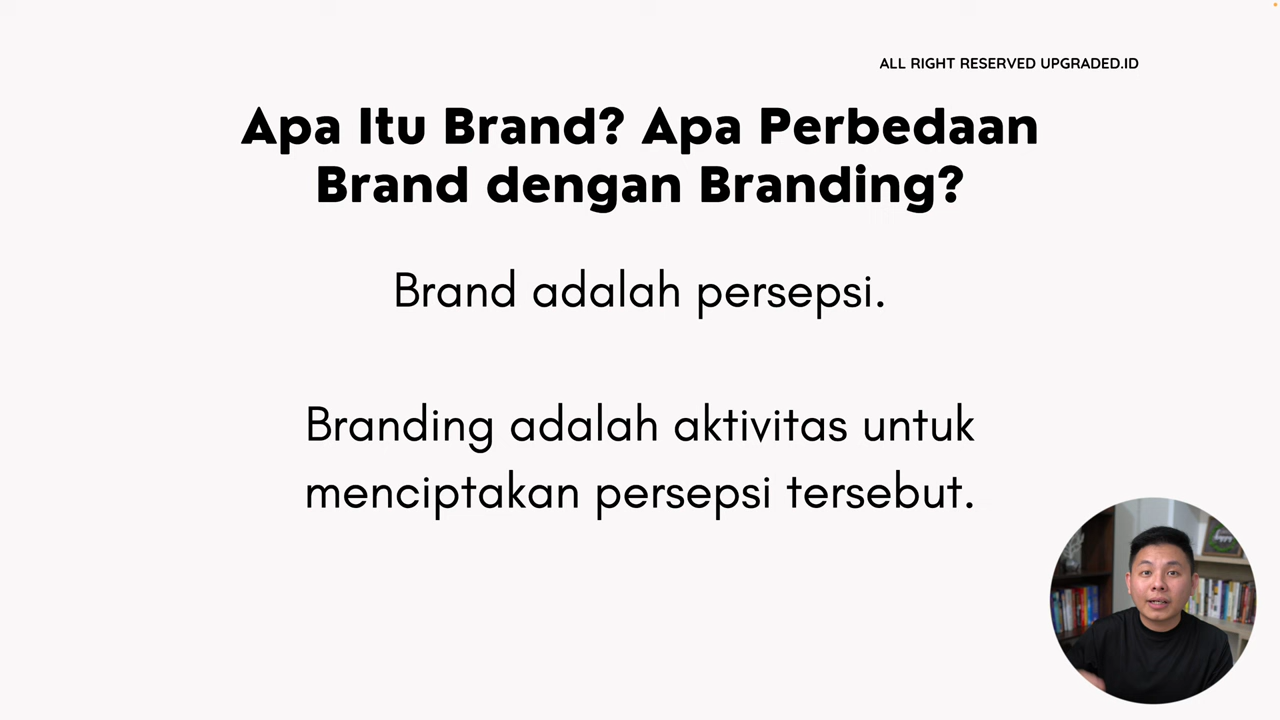 ALL RIGHT RESERVED UPGRADED.ID
Apa Itu Brand? Apa Perbedaan
Brand dengan Branding?
Brand adalah persepsi.
Branding adalah aktivitas untuk
menciptakan persepsi tersebut.